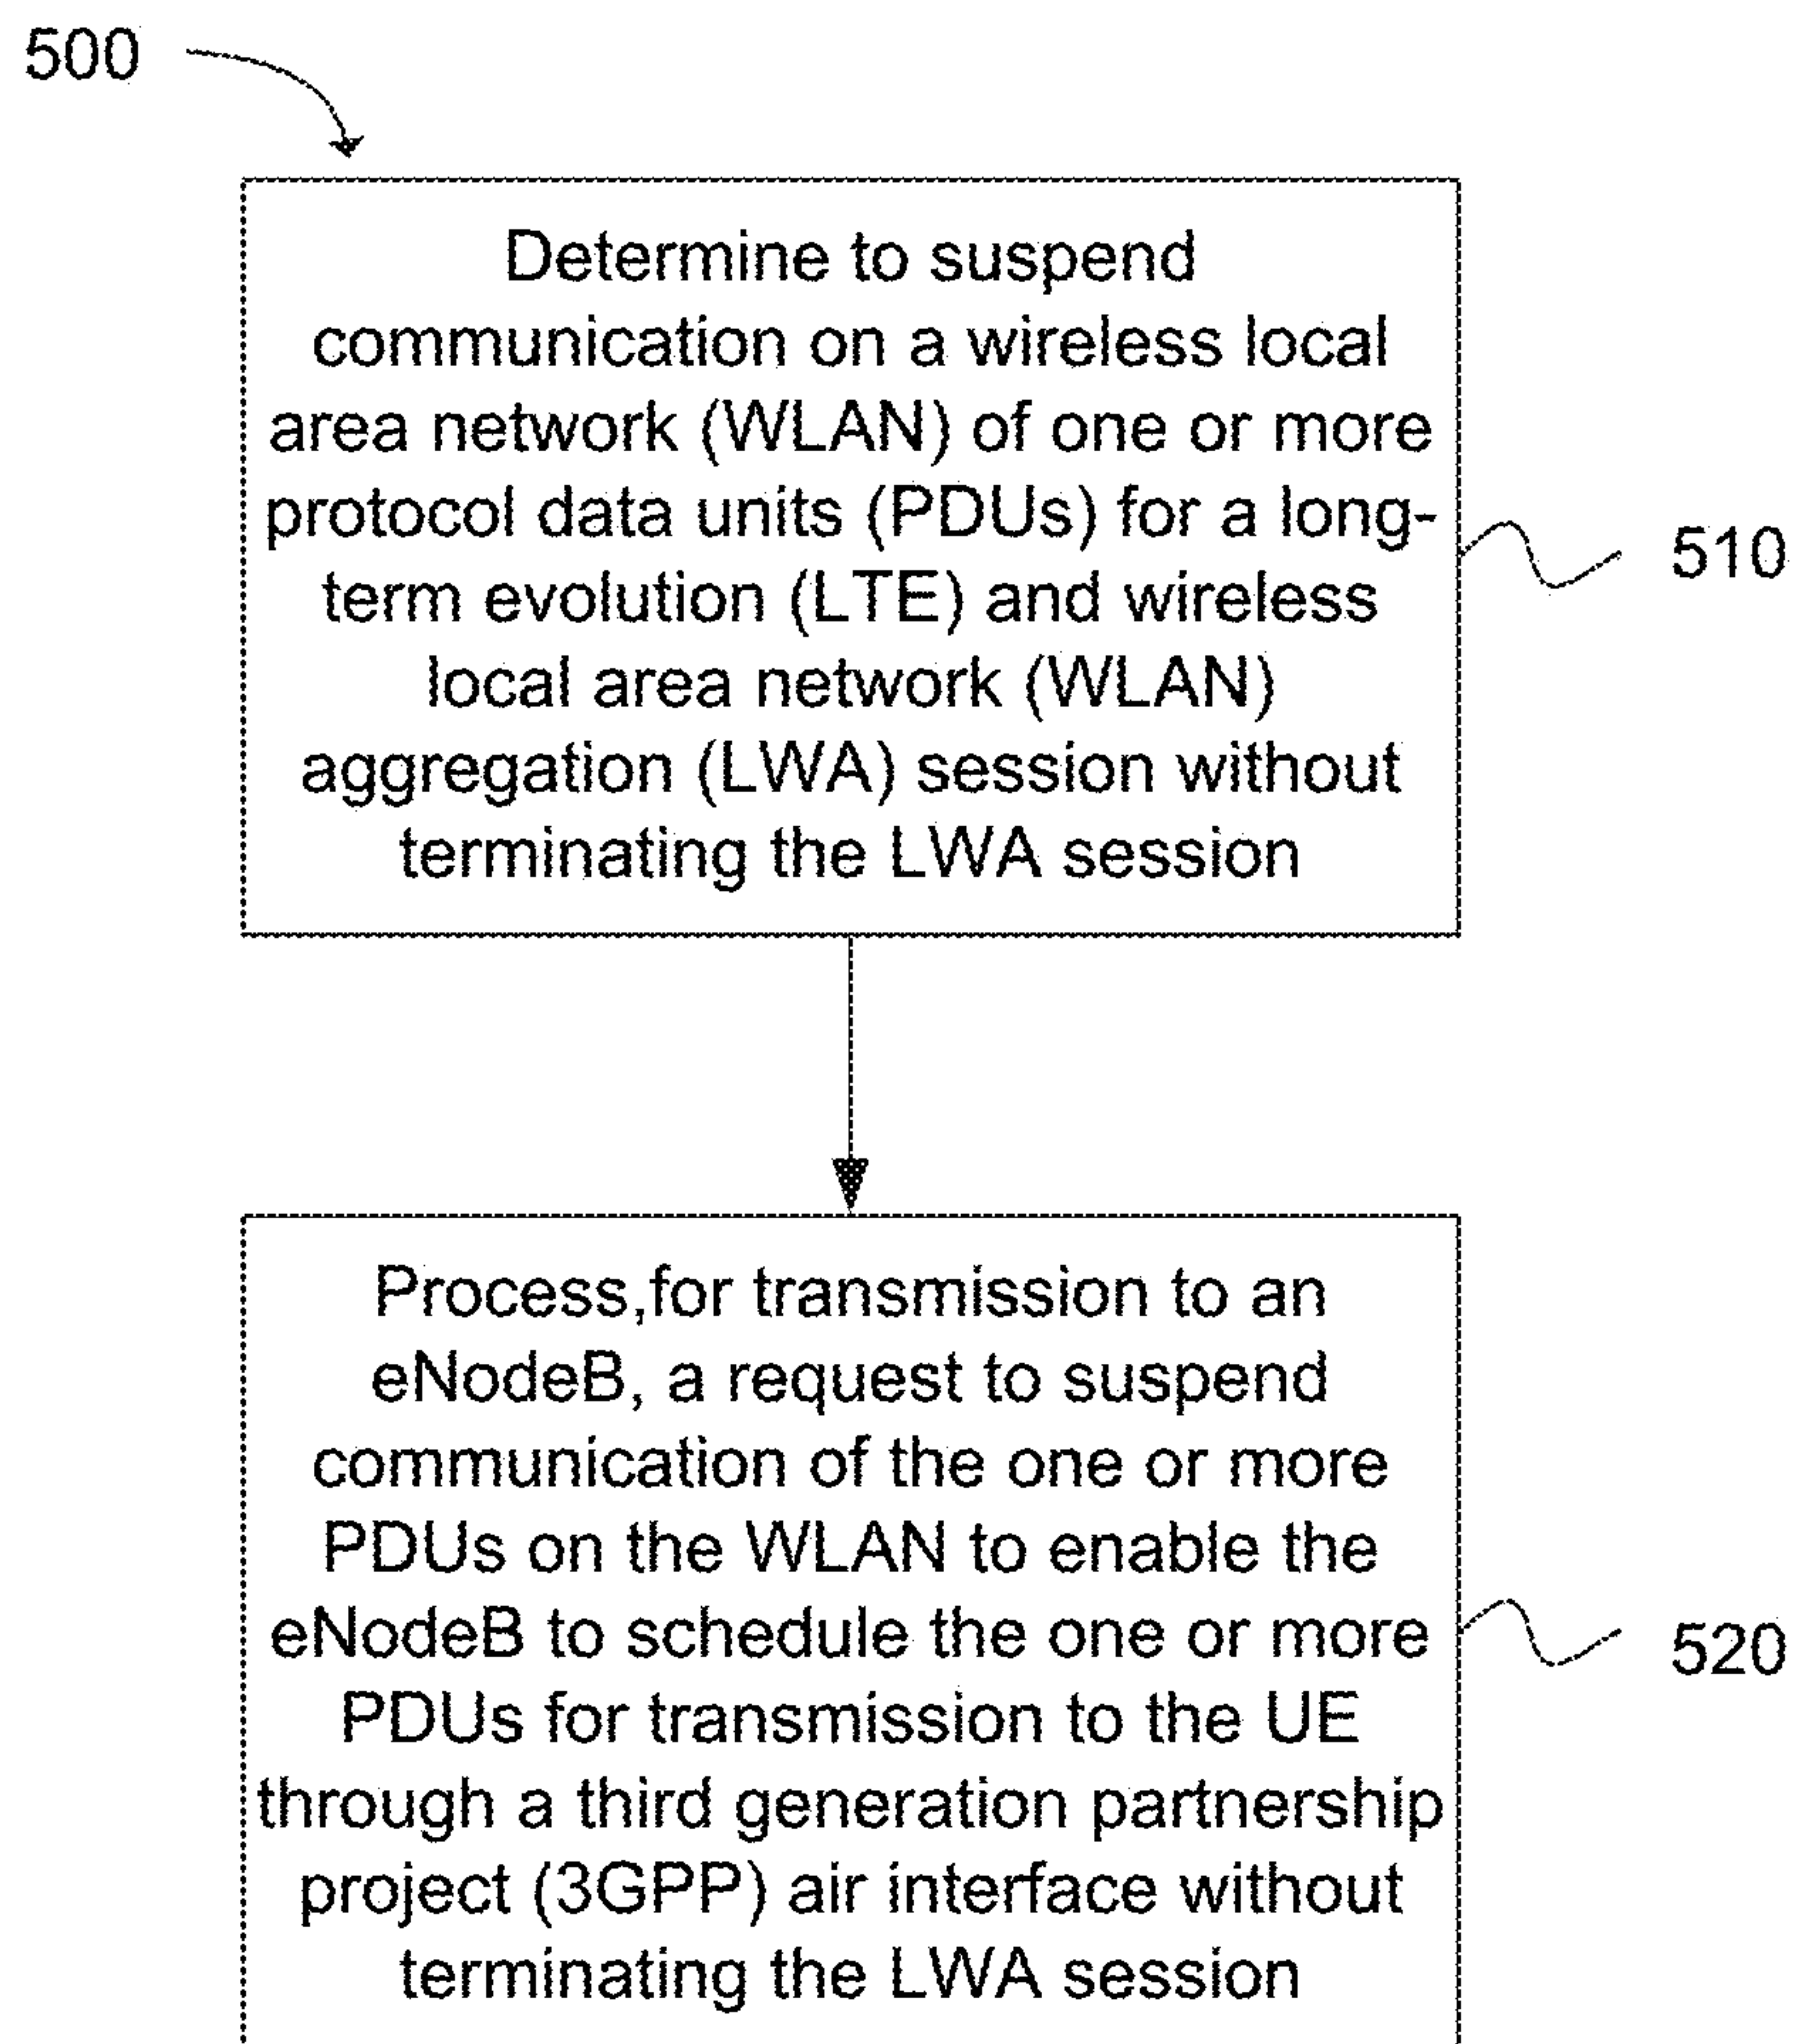 500
Determine to suspend
communication on a wireless local
area network (WLAN) of one or more
protocol data units (PDUs) for a long-
term evolution (LTE) and wireless
local area network (WLAN)
aggregation (LWA) session without
terminating the LWA session
510
Process,for transmission to an
eNodeB, a request to suspend
communication of the one or more
PDUs on the WLAN to enable the
eNodeB to schedule the one or more
PDUs for transmission to the UE
through a third generation partnership
project (3GPP) air interface without
terminating the LWA session
520